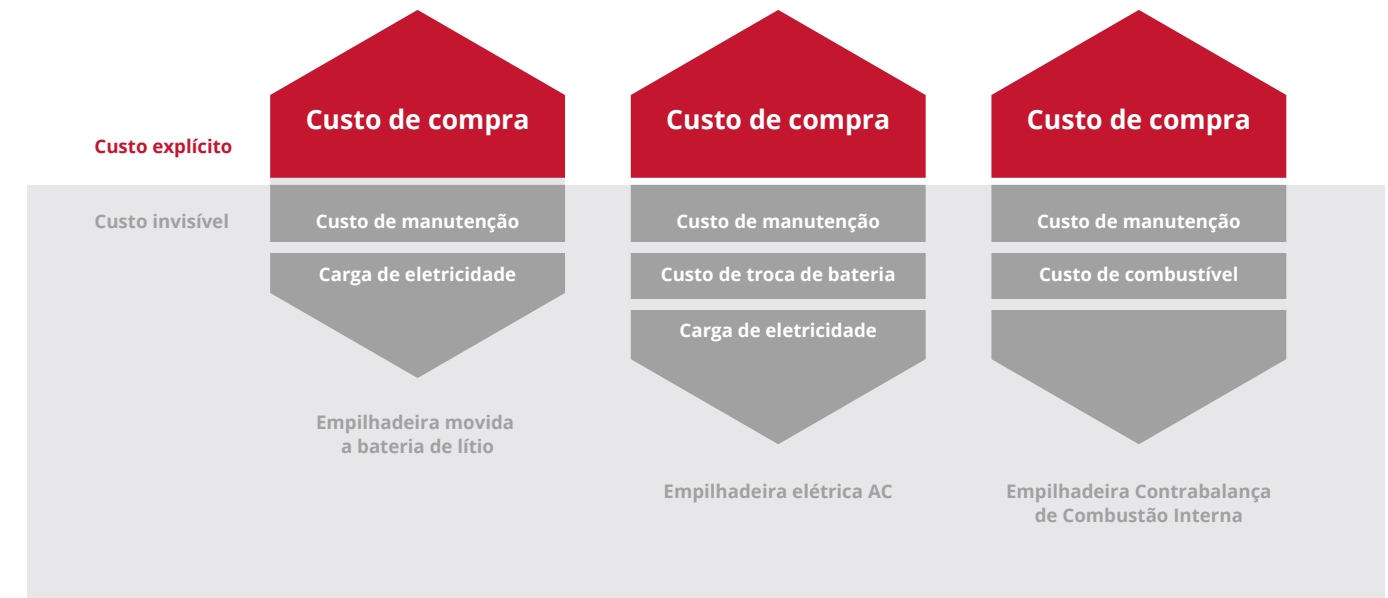 Custo de compra
Custo de compra
Custo de compra
Custo explícito
Custo invisível
Custo de manutenção
Custo de manutenção
Custo de manutenção
Carga de eletricidade
Custo de troca de bateria
Custo de combustível
Carga de eletricidade
Empilhadeira movida
a bateria de lítio
Empilhadeira elétrica AC
Empilhadeira Contrabalança
de Combustão Interna